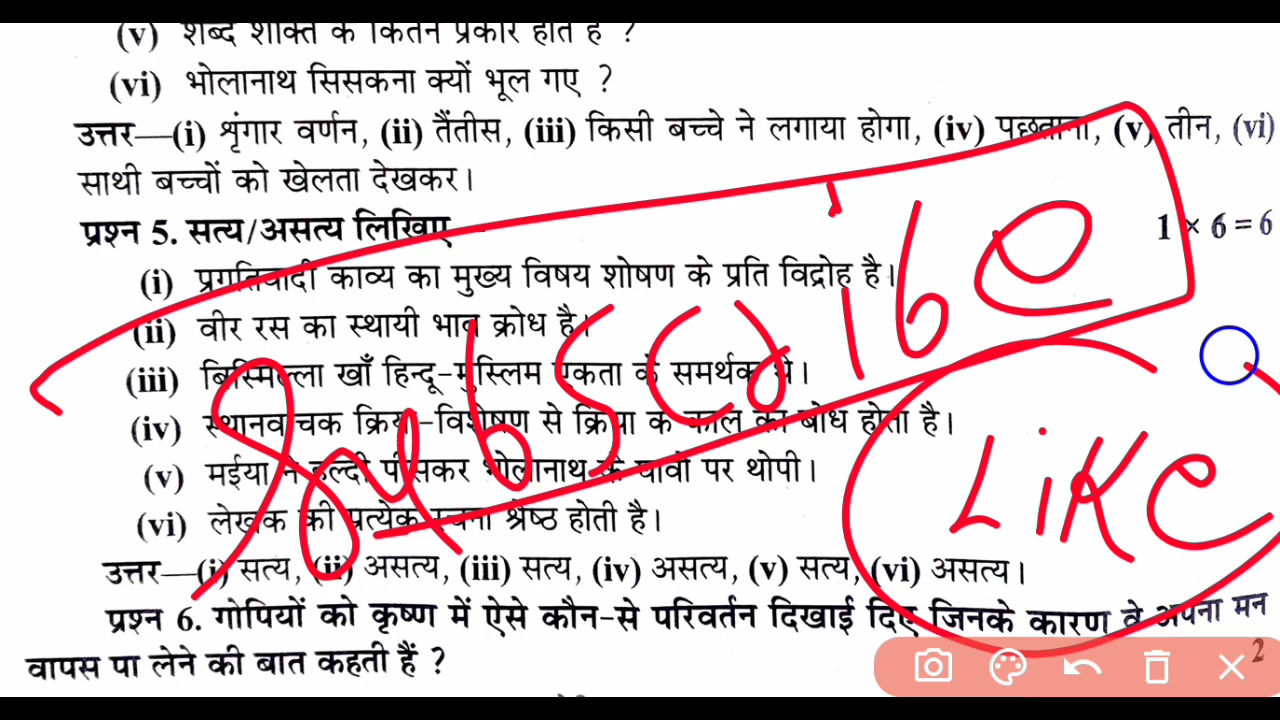 (v) शब्द शक्ति के कितने प्रकार होते हैं ?
(vi) भोलानाथ सिसकना क्यों भूल गए ?
उत्तर—(i) शृंगार वर्णन, (ii) तैंतीस, (iii) किसी बच्चे ने लगाया होगा, (iv) पछताना, (v) तीन, (vi)
साथी बच्चों को खेलता देखकर।
प्रश्न 5. सत्य/असत्य लिखिए— 1 × 6 = 6
(i) प्रगतिवादी काव्य का मुख्य विषय शोषण के प्रति विद्रोह है।
(ii) वीर रस का स्थायी भाव क्रोध है।
(iii) बिस्मिल्ला खाँ हिन्दू-मुस्लिम एकता के समर्थक थे।
(iv) स्थानवाचक क्रिया-विशेषण से क्रिया के काल का बोध होता है।
(v) मईया ने हल्दी पीसकर भोलानाथ के घावों पर थोपी।
(vi) लेखक की प्रत्येक रचना श्रेष्ठ होती है।
उत्तर—(i) सत्य, (ii) असत्य, (iii) सत्य, (iv) असत्य, (v) सत्य, (vi) असत्य।
प्रश्न 6. गोपियों को कृष्ण में ऐसे कौन-से परिवर्तन दिखाई दिए जिनके कारण वे अपना मन
वापस पा लेने की बात कहती हैं ? 2
Subscribe
LiKe